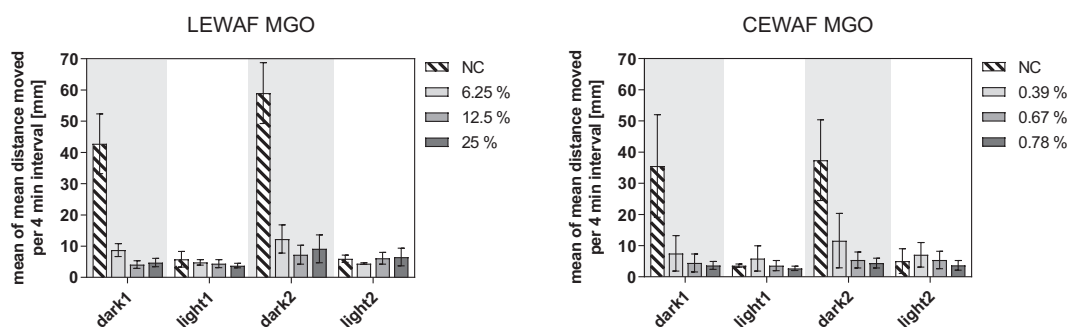 LEWAF MGO
mean of mean distance moved
per 4 min interval [mm]
70
60
50
40
30
20
10
0
dark1
light1
dark2
light2
NC
6.25 %
12.5 %
25 %
CEWAF MGO
mean of mean distance moved
per 4 min interval [mm]
70
60
50
40
30
20
10
0
dark1
light1
dark2
light2
NC
0.39 %
0.67 %
0.78 %